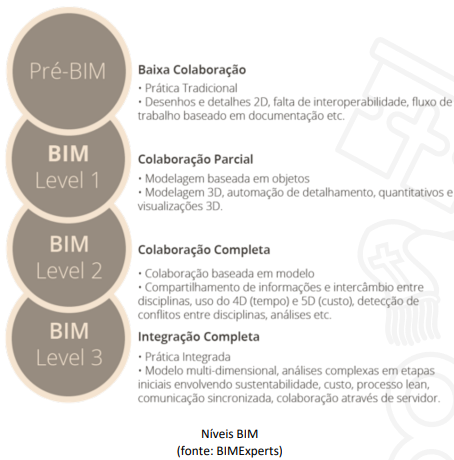 Pré-BIM
Baixa Colaboração
• Prática Tradicional
• Desenhos e detalhes 2D, falta de interoperabilidade, fluxo de
trabalho baseado em documentação etc.
BIM
Level 1
Colaboração Parcial
• Modelagem baseada em objetos
• Modelagem 3D, automação de detalhamento, quantitativos e
visualizações 3D.
BIM
Level 2
Colaboração Completa
• Colaboração baseada em modelo
• Compartilhamento de informações e intercâmbio entre
disciplinas, uso do 4D (tempo) e 5D (custo), detecção de
conflitos entre disciplinas, análises etc.
BIM
Level 3
Integração Completa
• Prática Integrada
• Modelo multi-dimensional, análises complexas em etapas
iniciais envolvendo sustentabilidade, custo, processo lean,
comunicação sincronizada, colaboração através de servidor.
Níveis BIM
(fonte: BIMExperts)